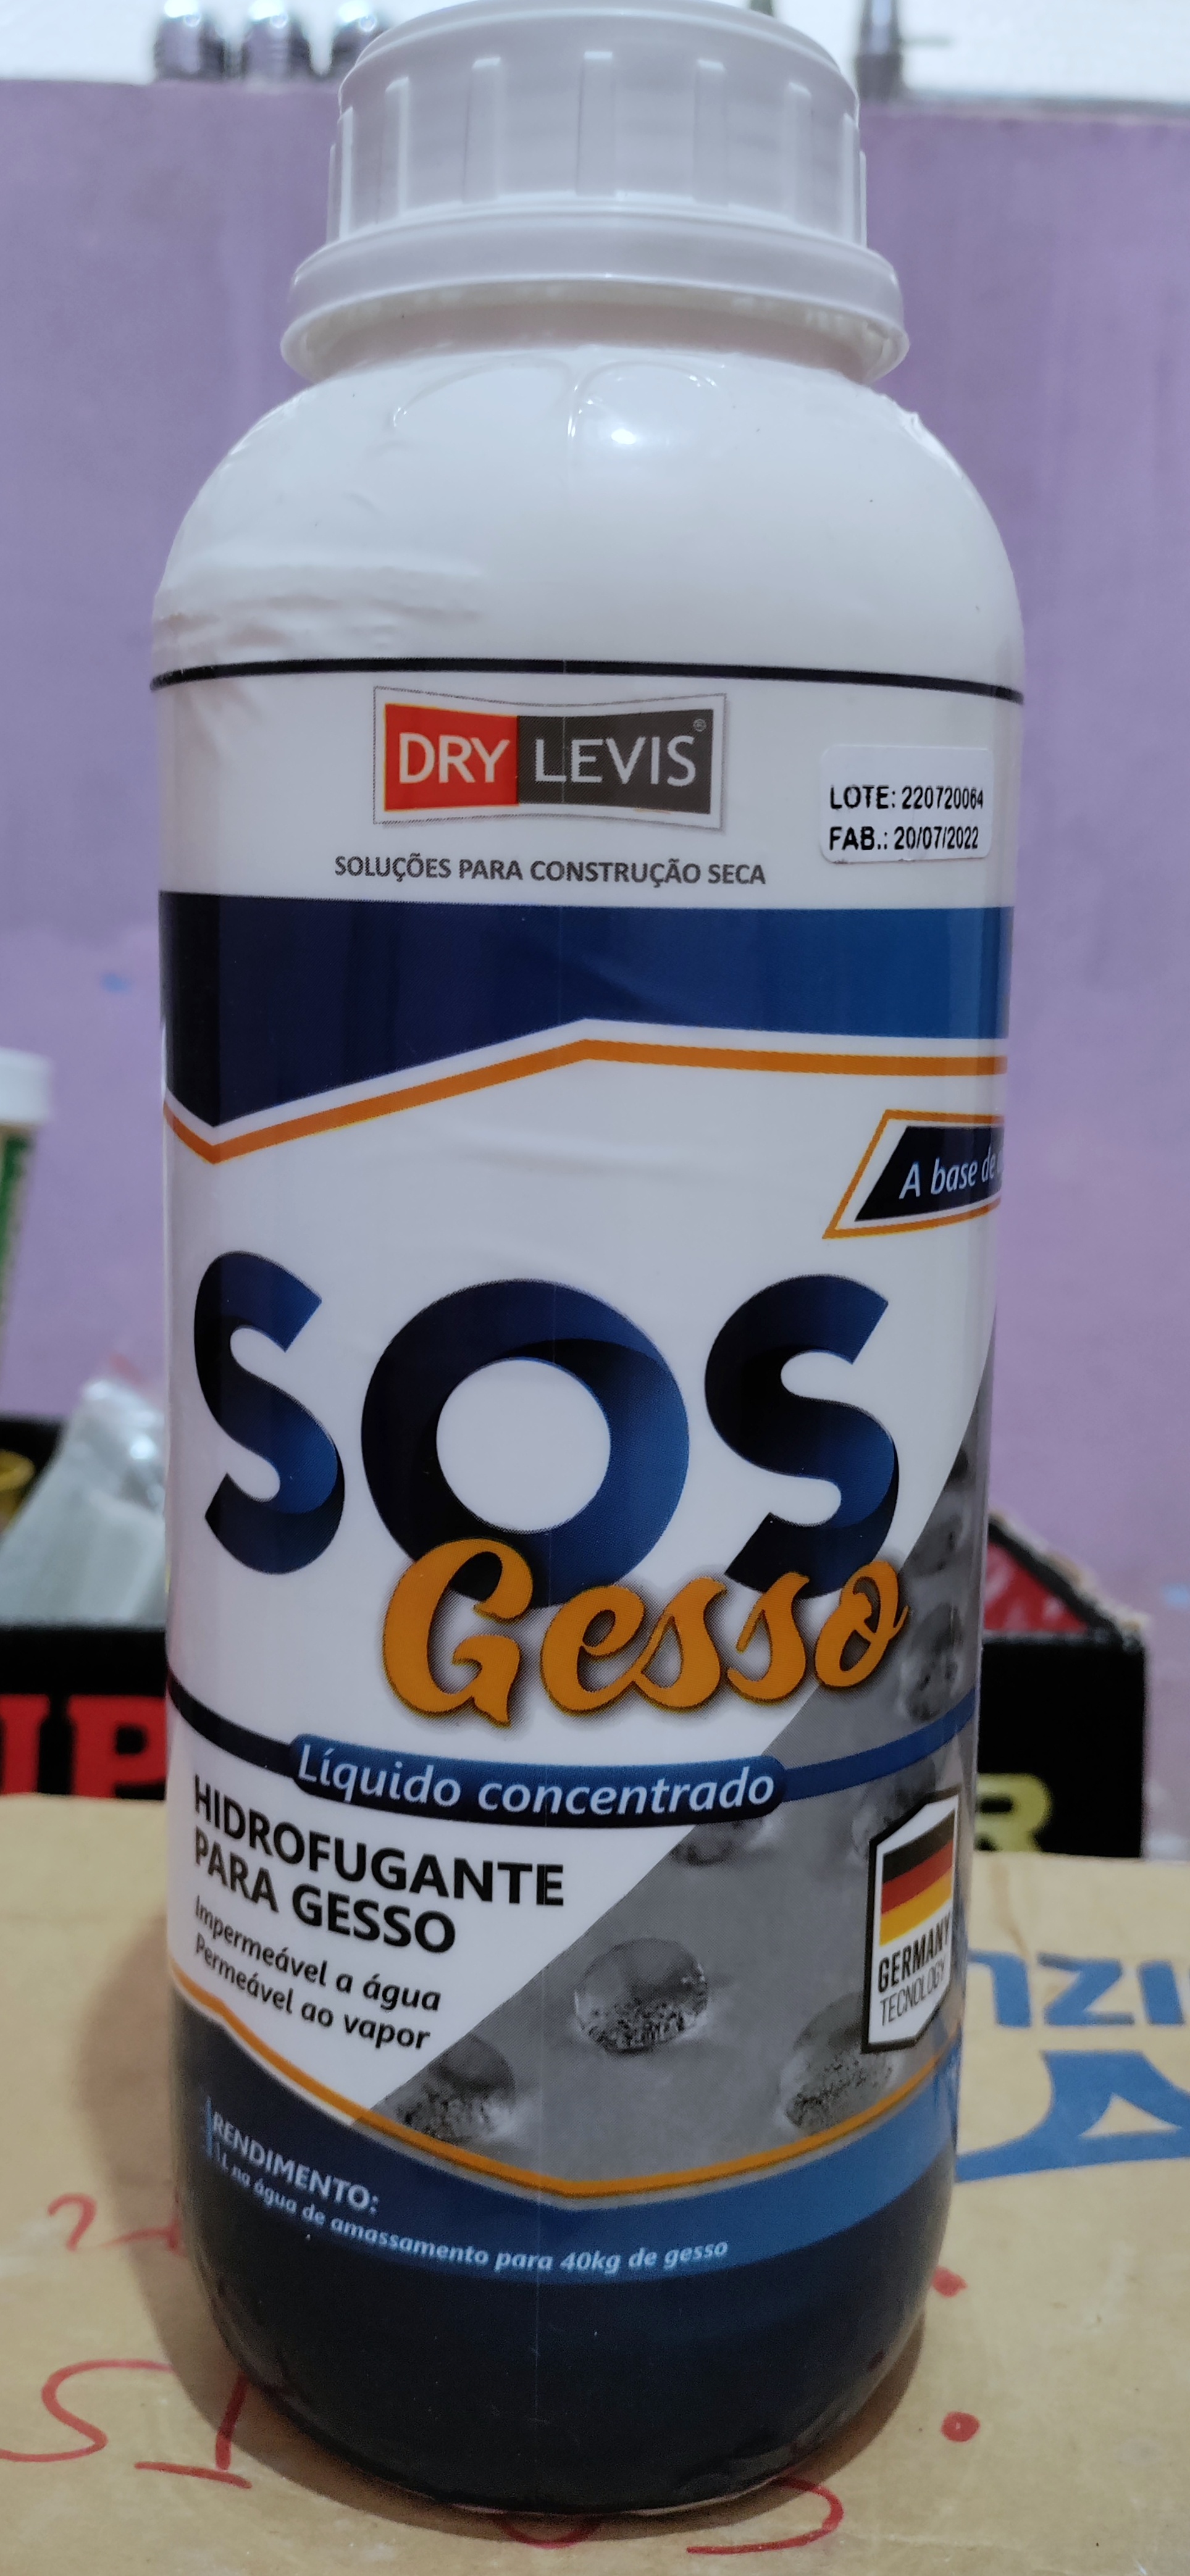 DRY LEVIS®
SOLUÇÕES PARA CONSTRUÇÃO SECA
LOTE: 220720064
FAB.: 20/07/2022
A base de
SOS
Gesso
Líquido concentrado
HIDROFUGANTE
PARA GESSO
Impermeável a água
Permeável ao vapor
GERMANY
TECNOLOGY
RENDIMENTO:
1L na água de amassamento para 40kg de gesso